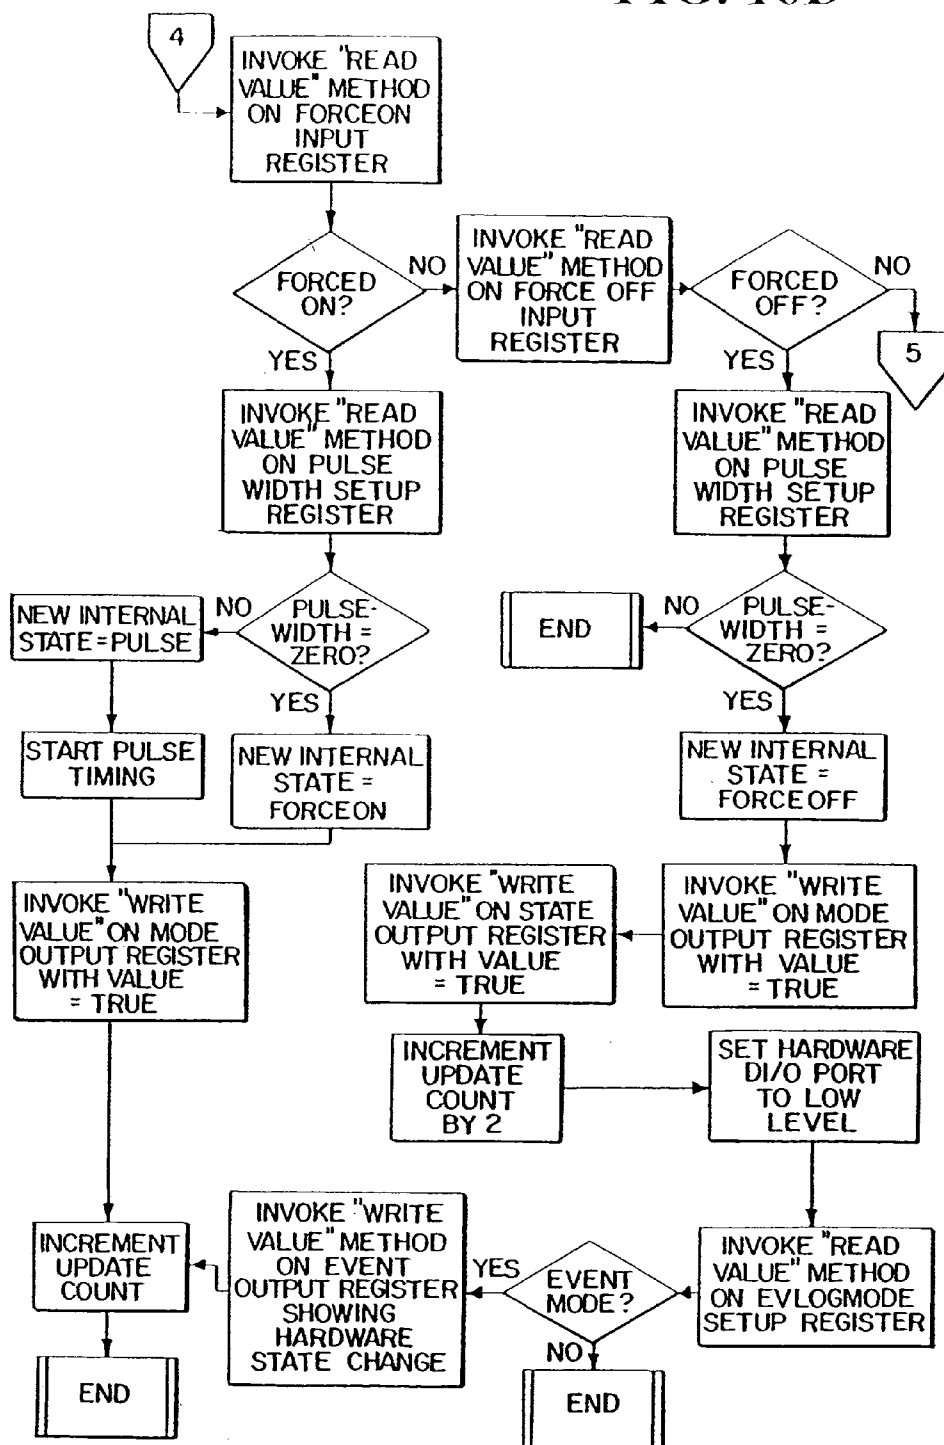 FIG. 10D
4
INVOKE "READ
VALUE" METHOD
ON FORCEON
INPUT
REGISTER
FORCED
ON?
NO
YES
INVOKE "READ
VALUE" METHOD
ON FORCE OFF
INPUT
REGISTER
FORCED
OFF?
NO
YES
5
INVOKE "READ
VALUE" METHOD
ON PULSE
WIDTH SETUP
REGISTER
INVOKE "READ
VALUE" METHOD
ON PULSE
WIDTH SETUP
REGISTER
NEW INTERNAL
STATE=PULSE
NO
PULSE-
WIDTH =
ZERO?
YES
END
NO
PULSE-
WIDTH =
ZERO?
YES
START PULSE
TIMING
NEW INTERNAL
STATE =
FORCEON
NEW INTERNAL
STATE =
FORCEOFF
INVOKE "WRITE
VALUE" ON MODE
OUTPUT REGISTER
WITH VALUE
= TRUE
INVOKE "WRITE
VALUE" ON STATE
OUTPUT REGISTER
WITH VALUE
= TRUE
INVOKE "WRITE
VALUE" ON MODE
OUTPUT REGISTER
WITH VALUE
= TRUE
INCREMENT
UPDATE
COUNT
BY 2
SET HARDWARE
DI/O PORT
TO LOW
LEVEL
INCREMENT
UPDATE
COUNT
INVOKE "WRITE
VALUE" METHOD
ON EVENT
OUTPUT REGISTER
SHOWING
HARDWARE
STATE CHANGE
YES
EVENT
MODE?
NO
INVOKE "READ
VALUE" METHOD
ON EVLOGMODE
SETUP REGISTER
END
END